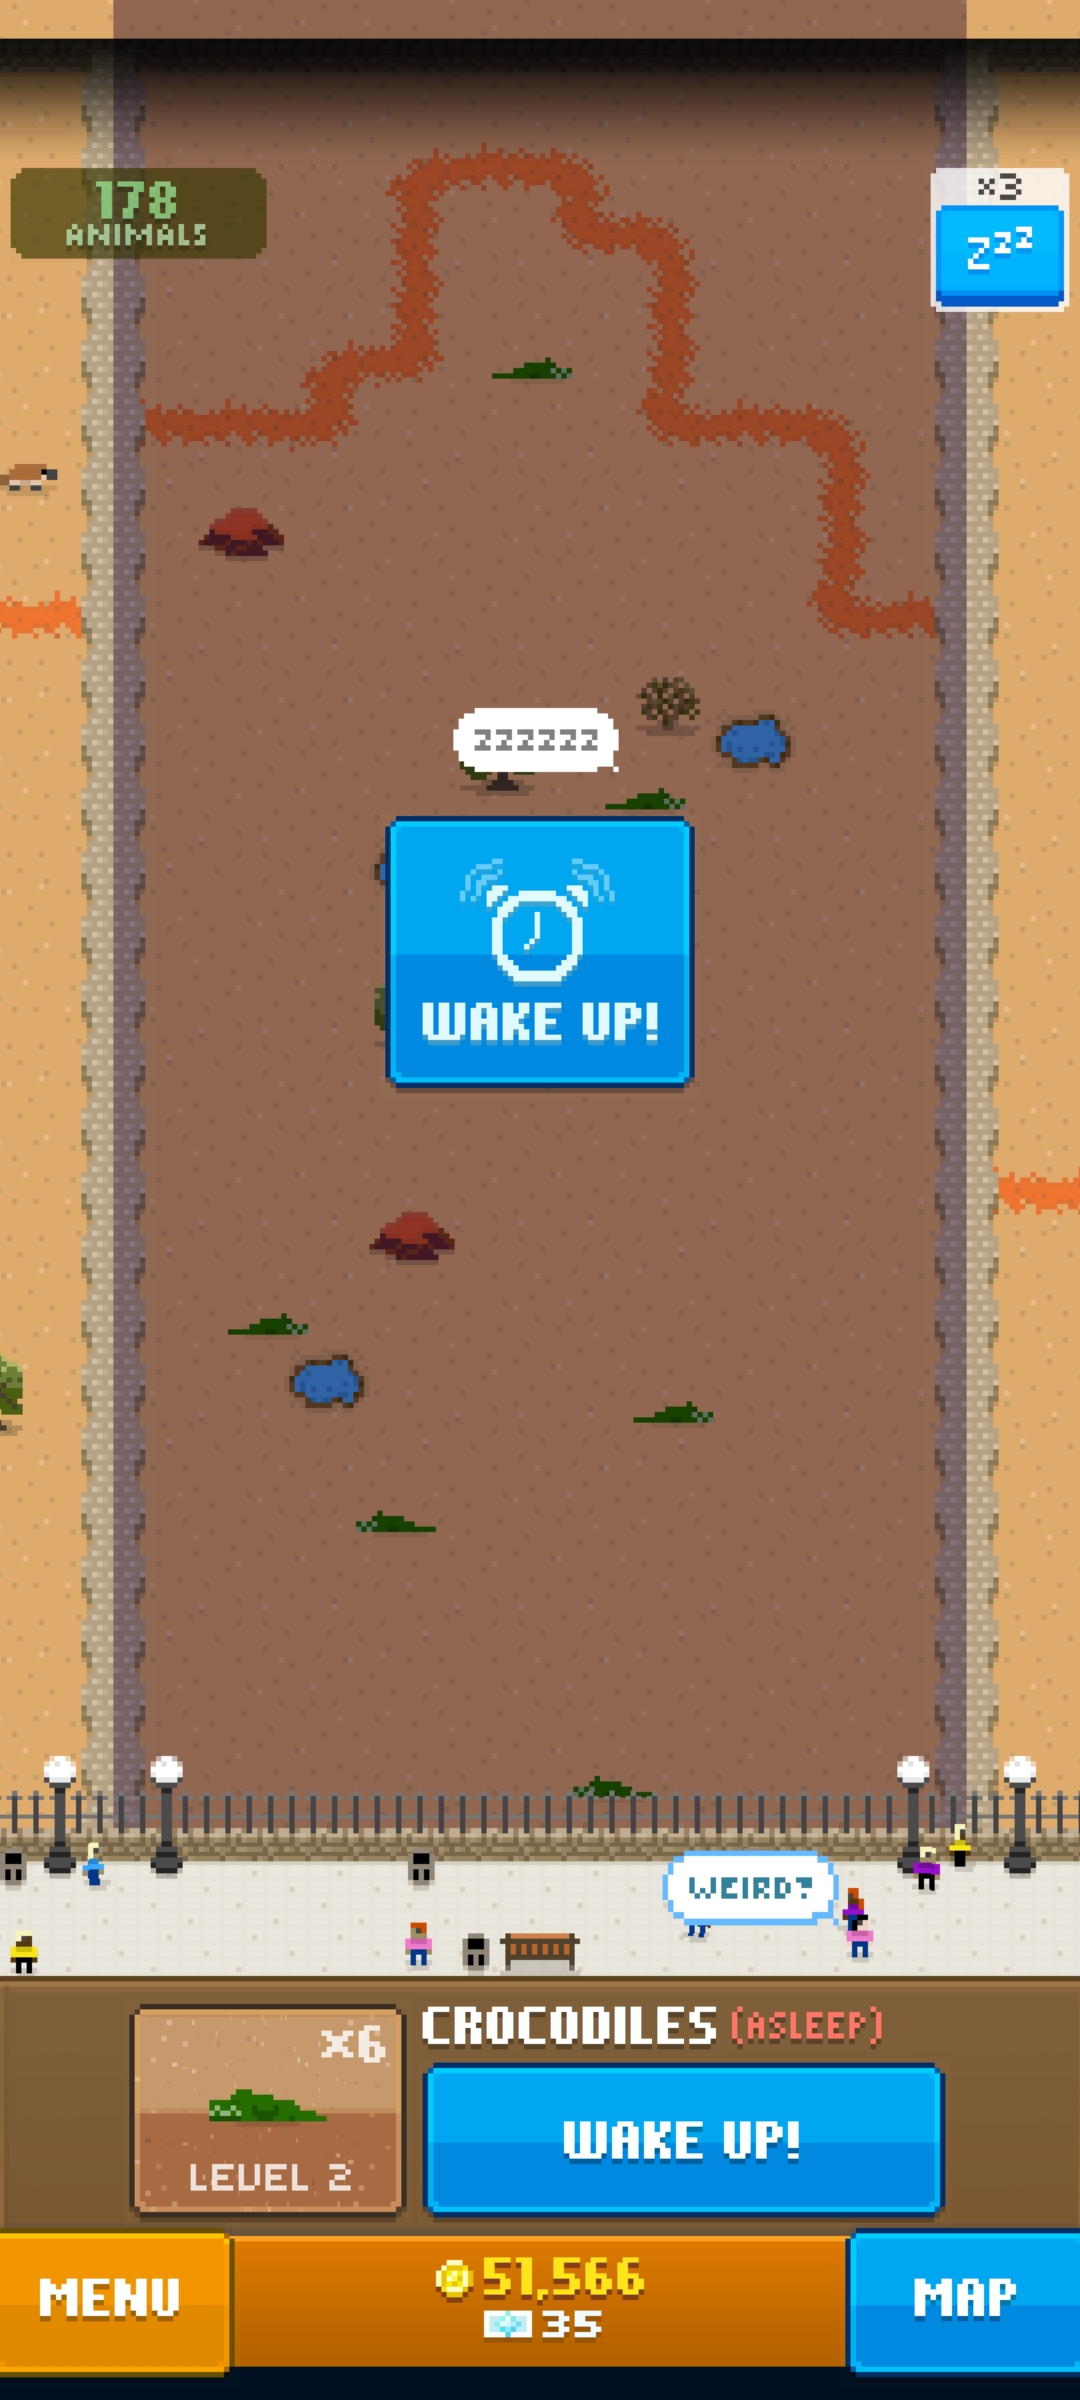 178
ANIMALS
x3
zzz
zzzzzz
WAKE UP!
WEIRD?
x6
LEVEL 2
CROCODILES (ASLEEP)
WAKE UP!
MENU
51,566
35
MAP